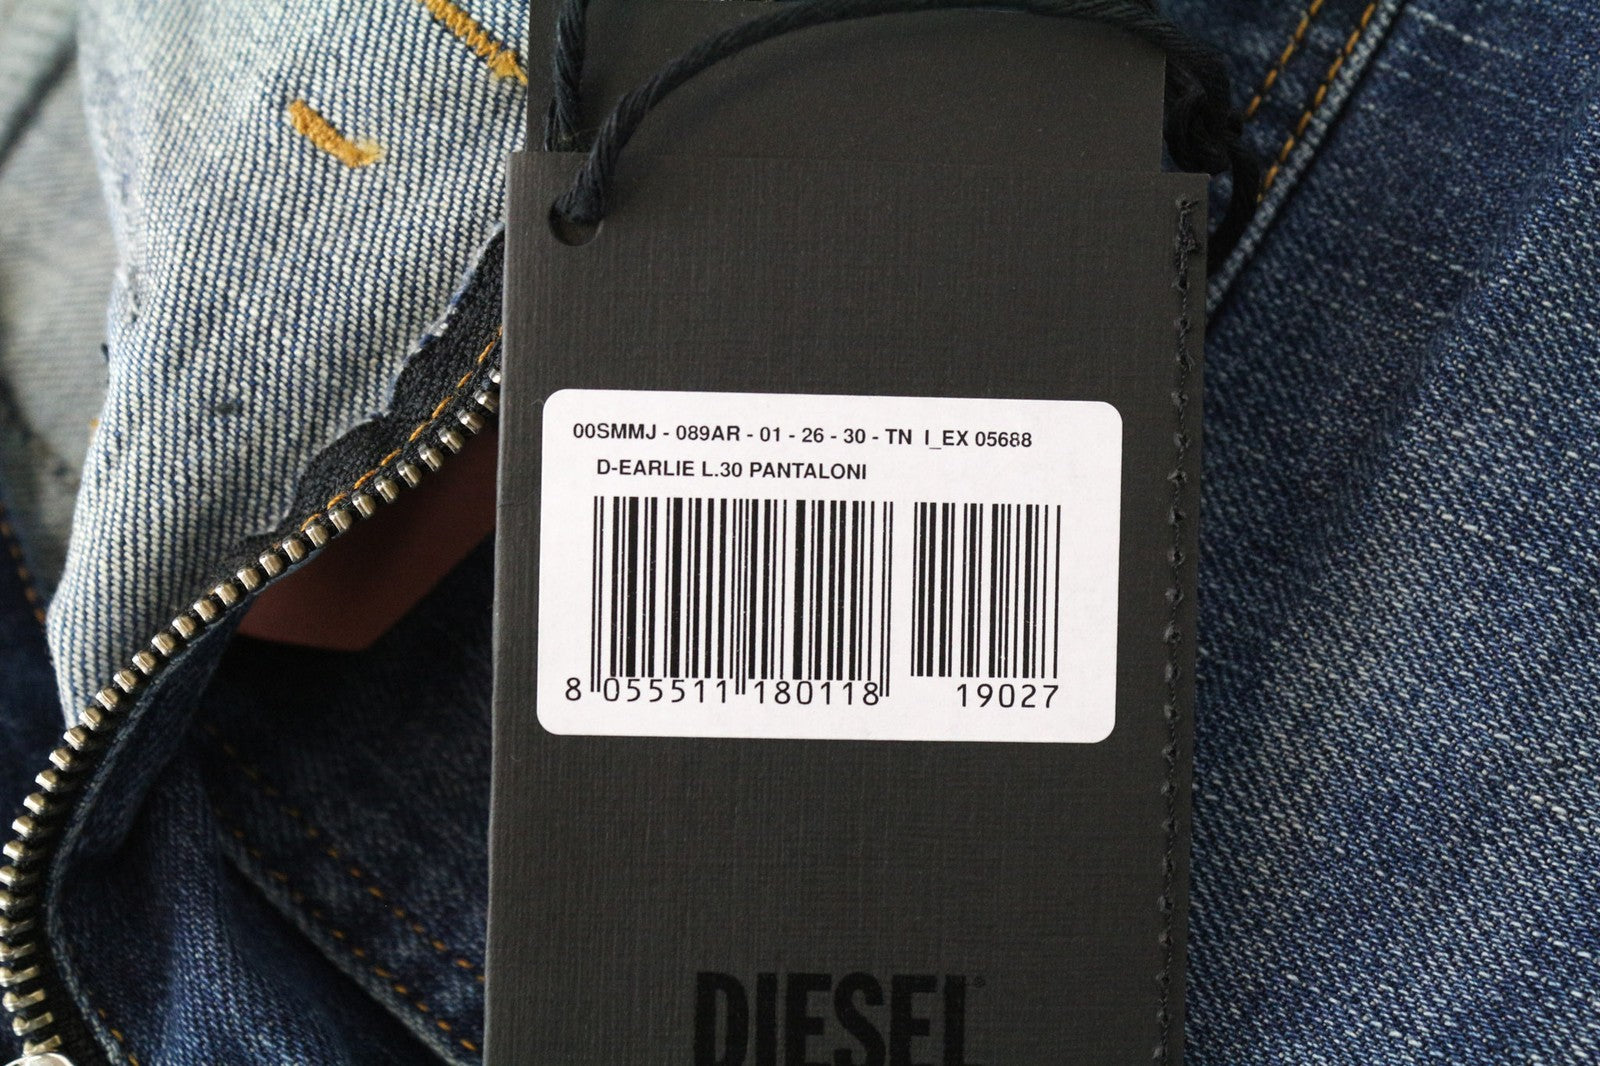 00SMMJ - 089AR - 01 - 26 - 30 - TN I_EX 05688
D-EARLIE L.30 PANTALONI
8 055511 180118 19027
DIESEL®